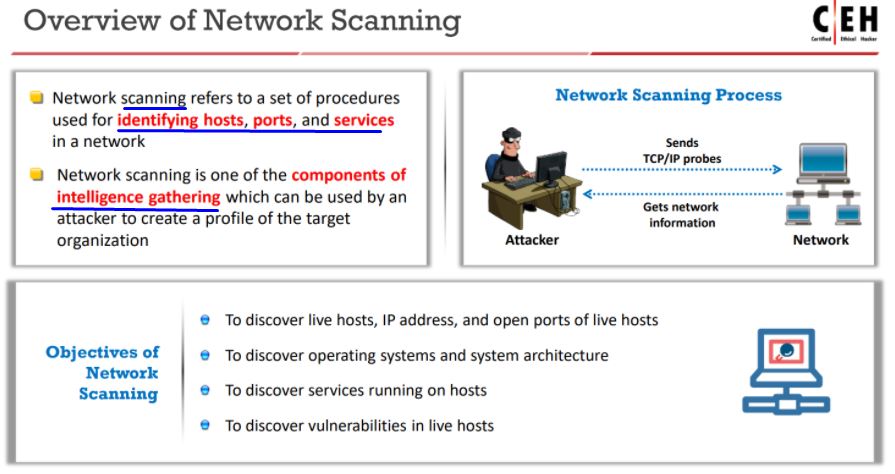 Overview of Network Scanning
C|EH
Certified Ethical Hacker
Network scanning refers to a set of procedures
used for identifying hosts, ports, and services
in a network
Network scanning is one of the components of
intelligence gathering which can be used by an
attacker to create a profile of the target
organization
Network Scanning Process
Sends
TCP/IP probes
Gets network
information
Attacker
Network
Objectives of
Network
Scanning
To discover live hosts, IP address, and open ports of live hosts
To discover operating systems and system architecture
To discover services running on hosts
To discover vulnerabilities in live hosts